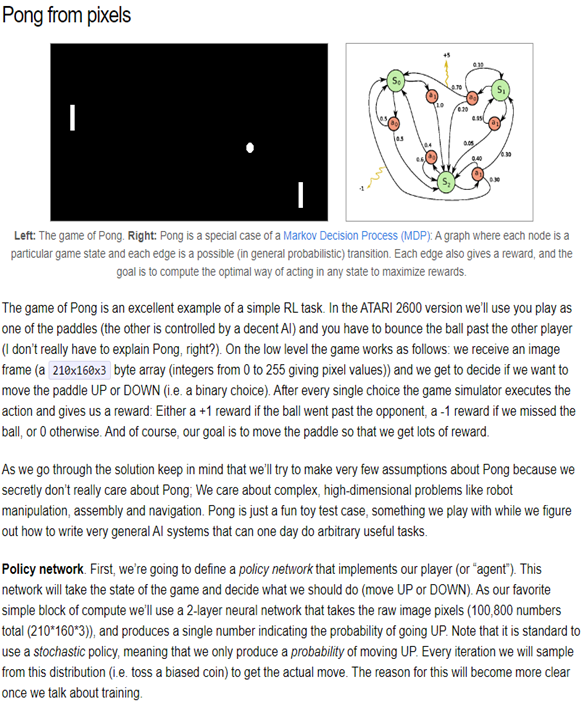 Pong from pixels
+5
0.10
S₀
0.70
S₁
a₁
a₀
1.0
0.20
0.95
a₀
a₁
0.5
0.5
0.05
0.4
a₀
0.40
0.30
0.6
a₁
S₂
0.30
-1
Left: The game of Pong. Right: Pong is a special case of a Markov Decision Process (MDP): A graph where each node is a
particular game state and each edge is a possible (in general probabilistic) transition. Each edge also gives a reward, and the
goal is to compute the optimal way of acting in any state to maximize rewards.
The game of Pong is an excellent example of a simple RL task. In the ATARI 2600 version we'll use you play as
one of the paddles (the other is controlled by a decent AI) and you have to bounce the ball past the other player
(I don't really have to explain Pong, right?). On the low level the game works as follows: we receive an image
frame (a 210x160x3 byte array (integers from 0 to 255 giving pixel values)) and we get to decide if we want to
move the paddle UP or DOWN (i.e. a binary choice). After every single choice the game simulator executes the
action and gives us a reward: Either a +1 reward if the ball went past the opponent, a -1 reward if we missed the
ball, or 0 otherwise. And of course, our goal is to move the paddle so that we get lots of reward.
As we go through the solution keep in mind that we'll try to make very few assumptions about Pong because we
secretly don't really care about Pong; We care about complex, high-dimensional problems like robot
manipulation, assembly and navigation. Pong is just a fun toy test case, something we play with while we figure
out how to write very general AI systems that can one day do arbitrary useful tasks.
Policy network. First, we're going to define a policy network that implements our player (or "agent"). This
network will take the state of the game and decide what we should do (move UP or DOWN). As our favorite
simple block of compute we'll use a 2-layer neural network that takes the raw image pixels (100,800 numbers
total (210*160*3)), and produces a single number indicating the probability of going UP. Note that it is standard to
use a stochastic policy, meaning that we only produce a probability of moving UP. Every iteration we will sample
from this distribution (i.e. toss a biased coin) to get the actual move. The reason for this will become more clear
once we talk about training.